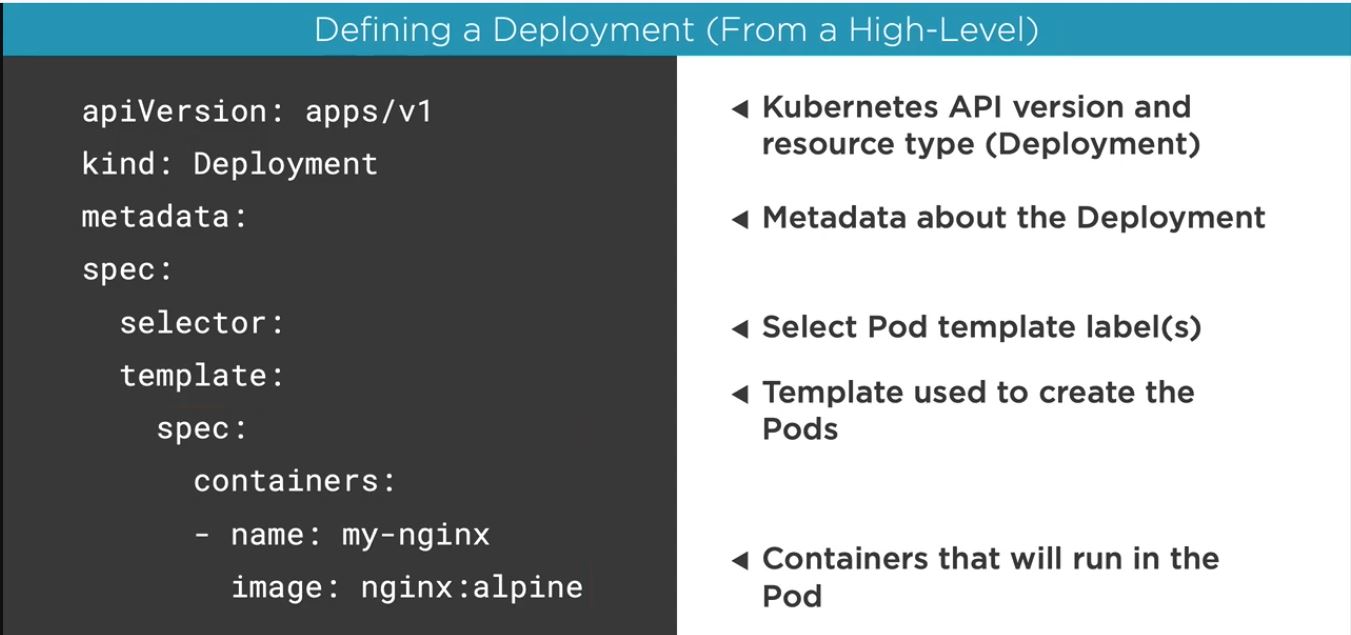 Defining a Deployment (From a High-Level)
apiVersion: apps/v1
kind: Deployment
metadata:
spec:
  selector:
  template:
    spec:
      containers:
      - name: my-nginx
        image: nginx:alpine
◄ Kubernetes API version and
resource type (Deployment)
◄ Metadata about the Deployment
◄ Select Pod template label(s)
◄ Template used to create the
Pods
◄ Containers that will run in the
Pod